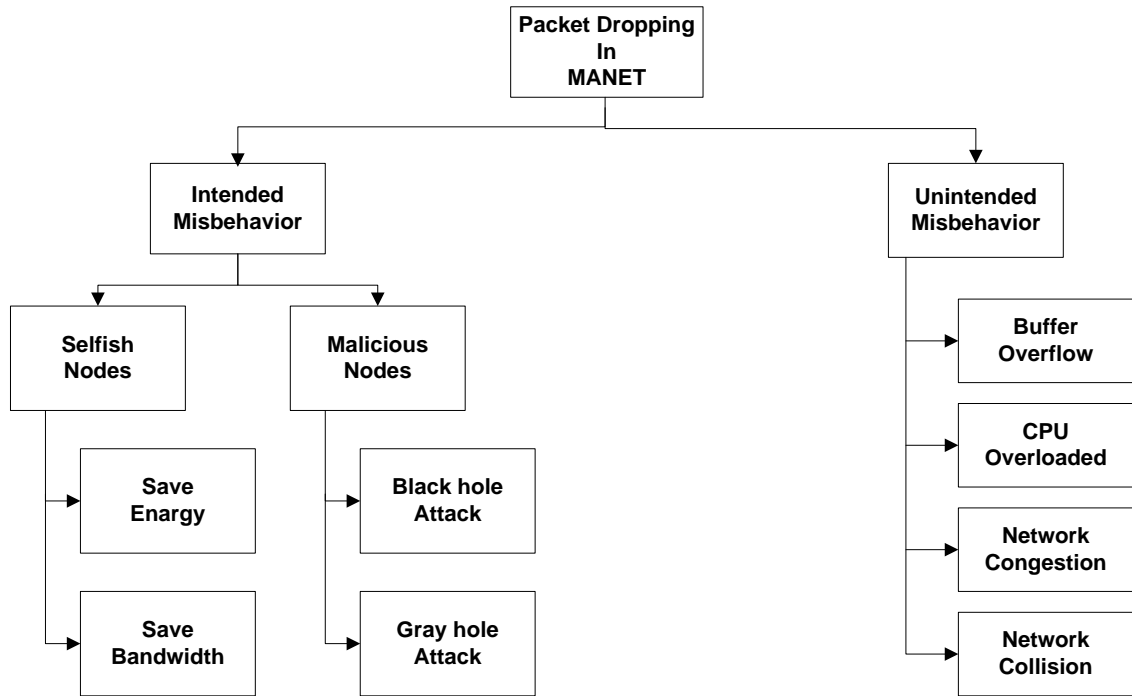 Packet Dropping
In
MANET
Intended
Misbehavior
Unintended
Misbehavior
Selfish
Nodes
Malicious
Nodes
Buffer
Overflow
CPU
Overloaded
Save
Enargy
Black hole
Attack
Network
Congestion
Save
Bandwidth
Gray hole
Attack
Network
Collision